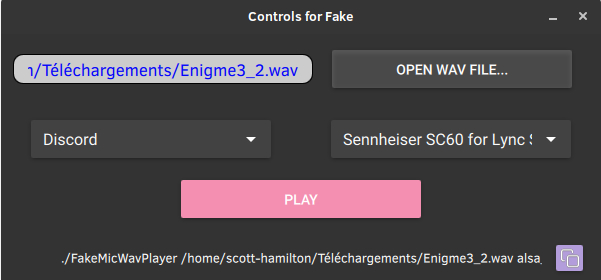 Controls for Fake
/Téléchargements/Enigme3_2.wav
OPEN WAV FILE...
Discord
Sennheiser SC60 for Lync
PLAY
./FakeMicWavPlayer /home/scott-hamilton/Téléchargements/Enigme3_2.wav alsa_